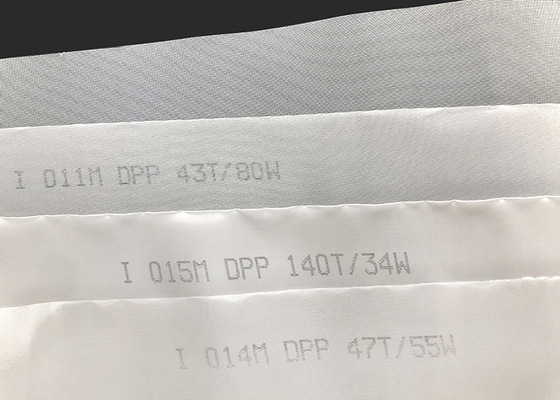 I 011M DPP 43T/80W
I 015M DPP 140T/34W
I 014M DPP 47T/55W